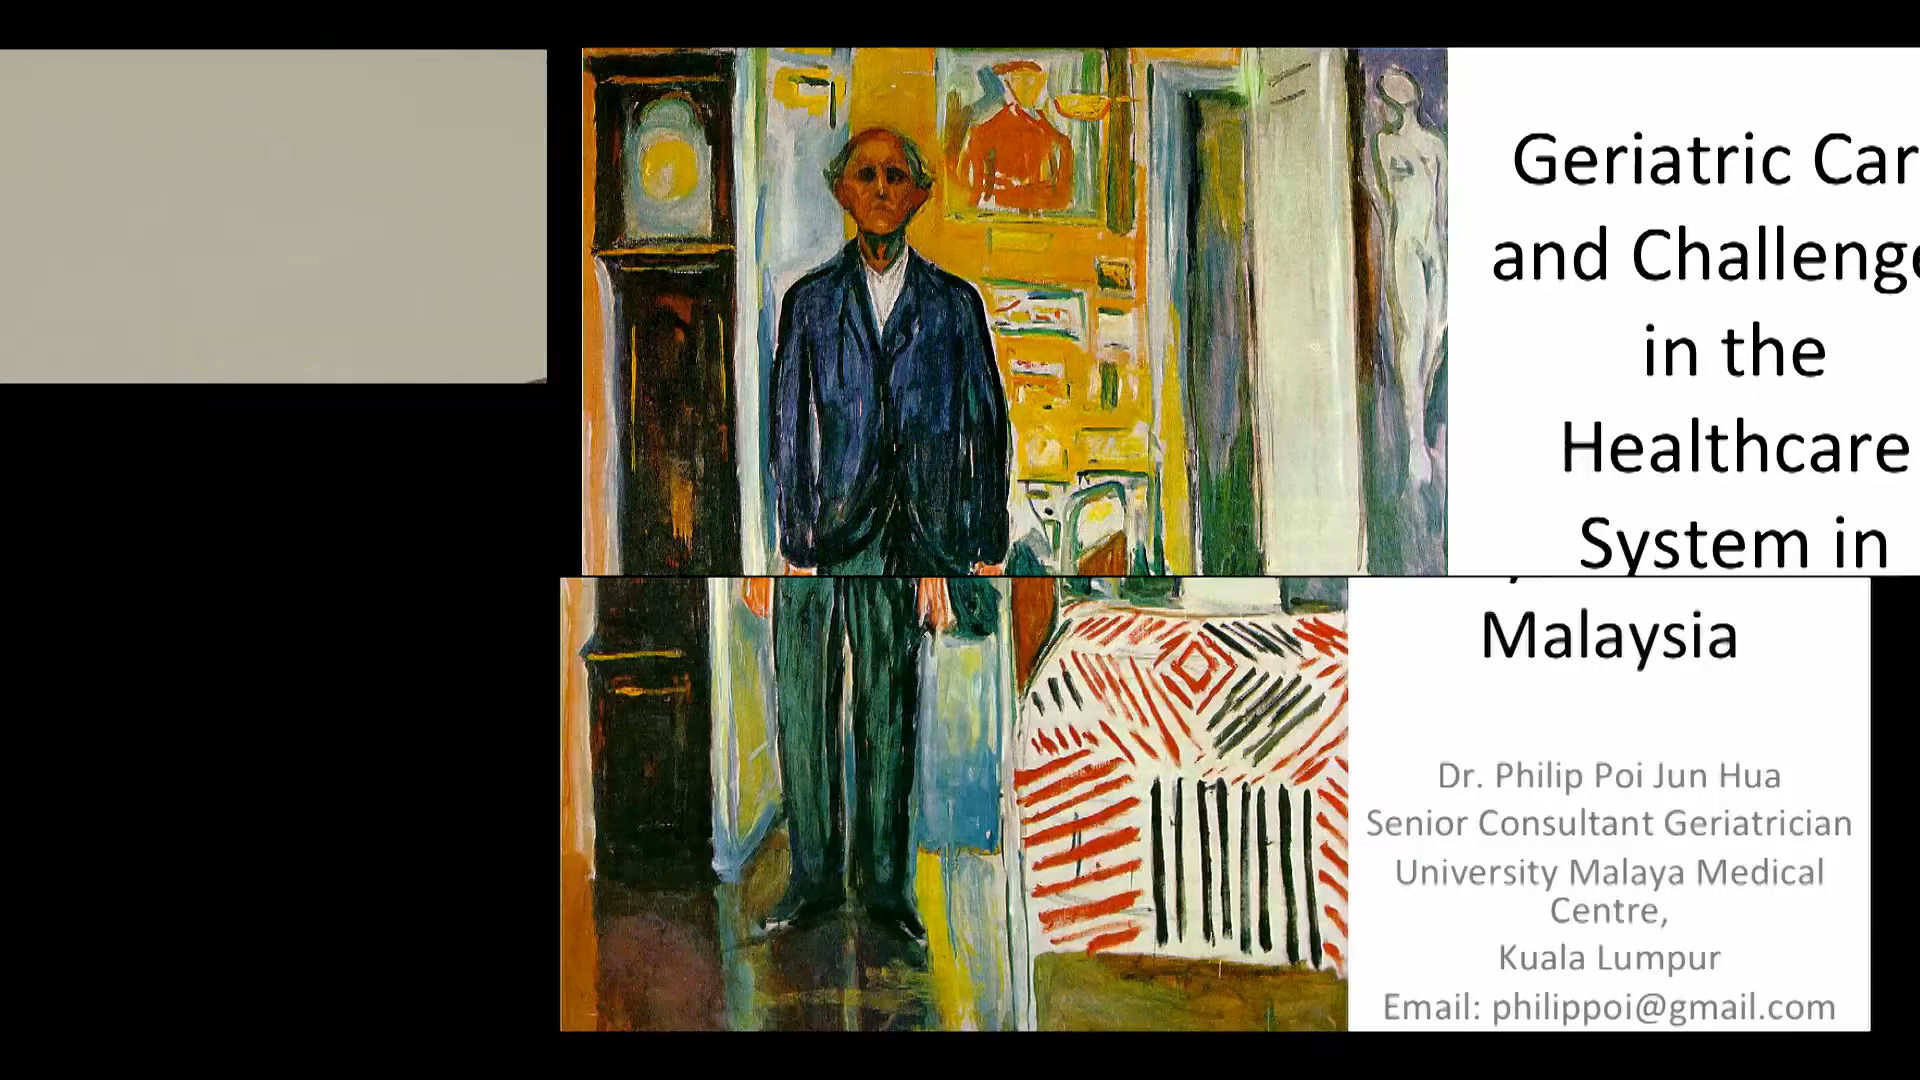 Geriatric Car
and Challenge
in the
Healthcare
System in
Malaysia
Dr. Philip Poi Jun Hua
Senior Consultant Geriatrician
University Malaya Medical
Centre,
Kuala Lumpur
Email: philippoi@gmail.com